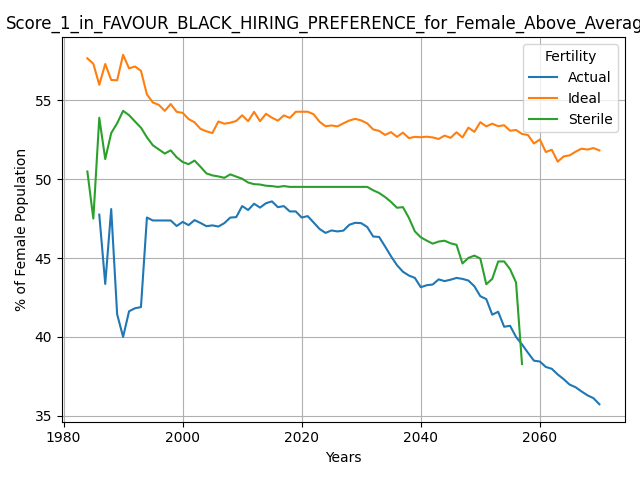 Score_1_in_FAVOUR_BLACK_HIRING_PREFERENCE_for_Female_Above_Averag
Fertility
Actual
Ideal
Sterile
% of Female Population
55
50
45
40
35
1980
2000
2020
2040
2060
Years